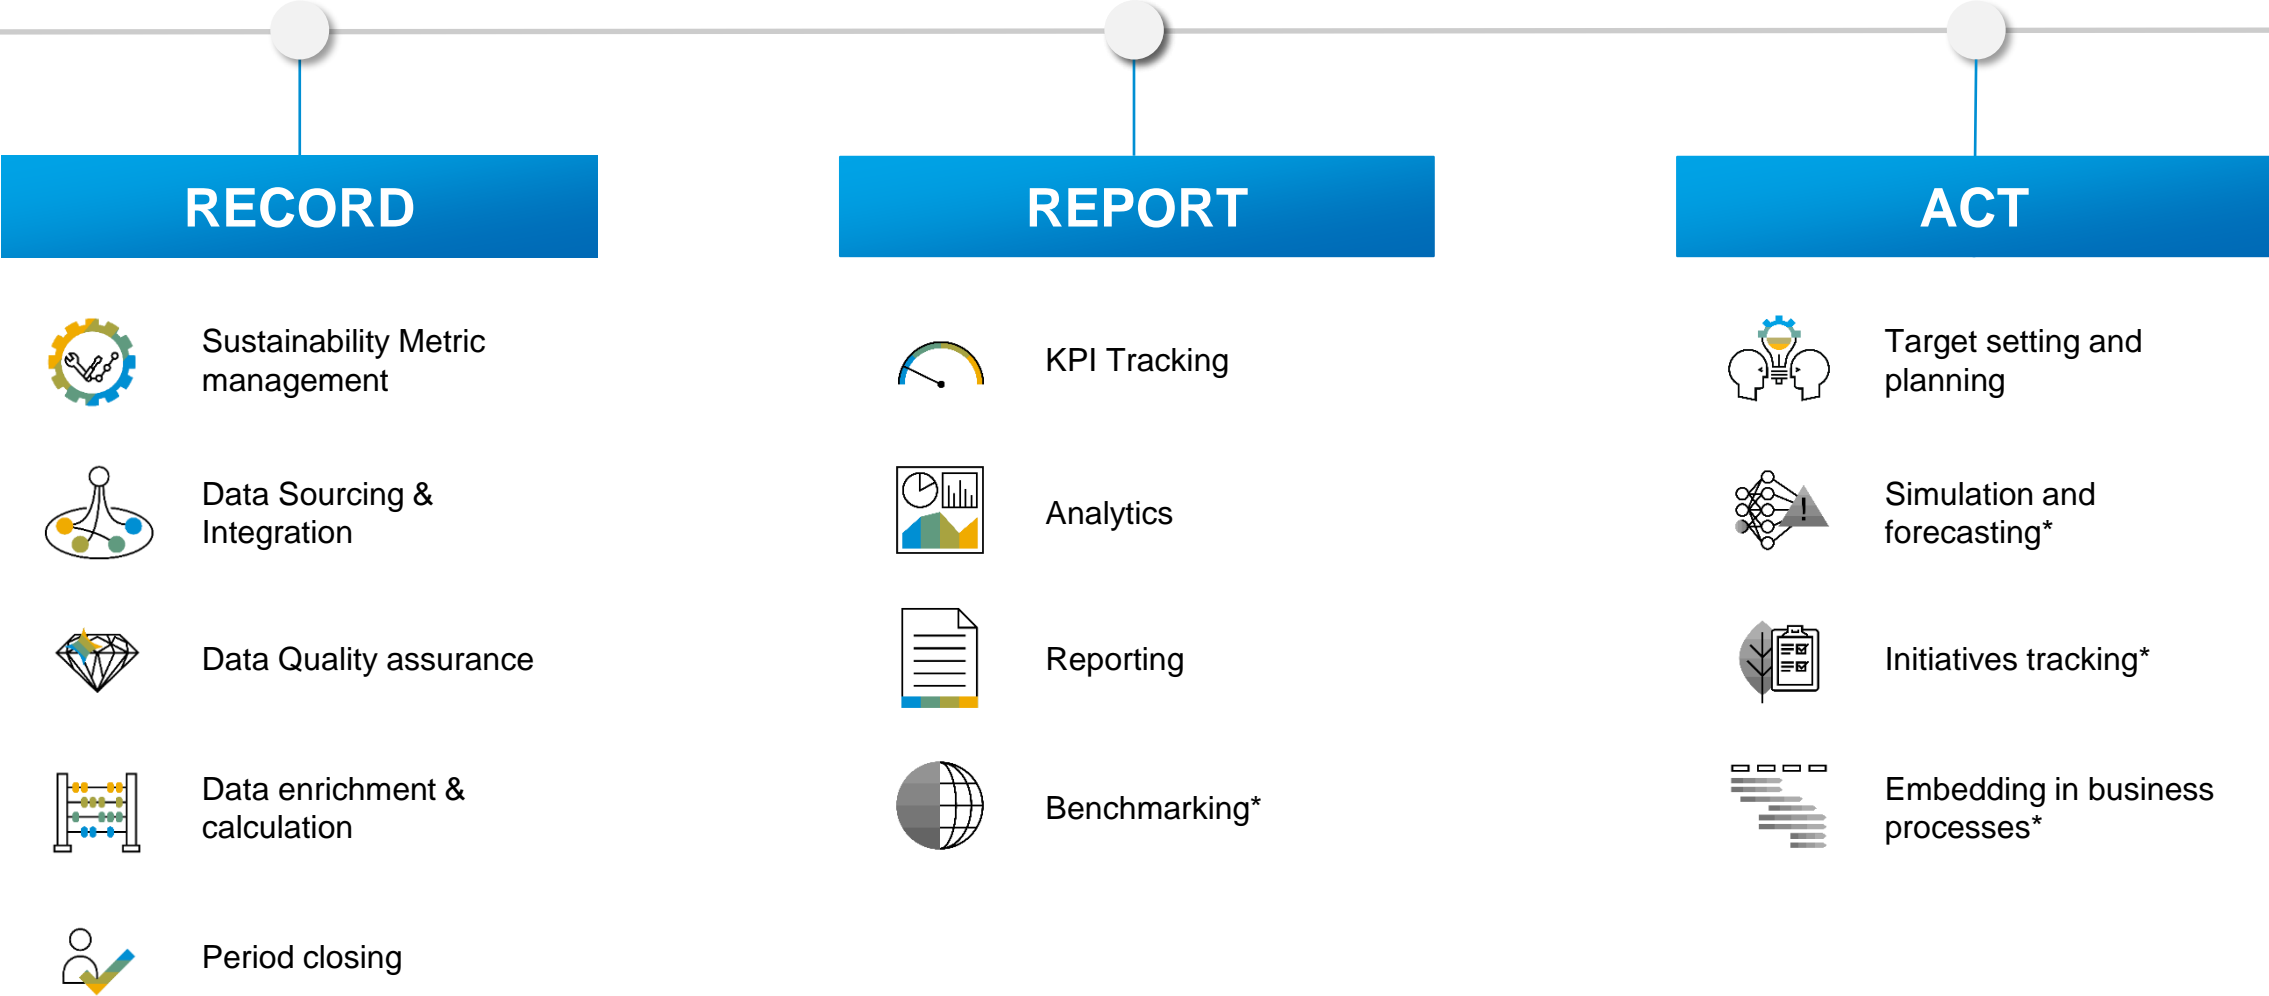 RECORD
Sustainability Metric
management
Data Sourcing &
Integration
Data Quality assurance
Data enrichment &
calculation
Period closing
REPORT
KPI Tracking
Analytics
Reporting
Benchmarking*
ACT
Target setting and
planning
Simulation and
forecasting*
Initiatives tracking*
Embedding in business
processes*